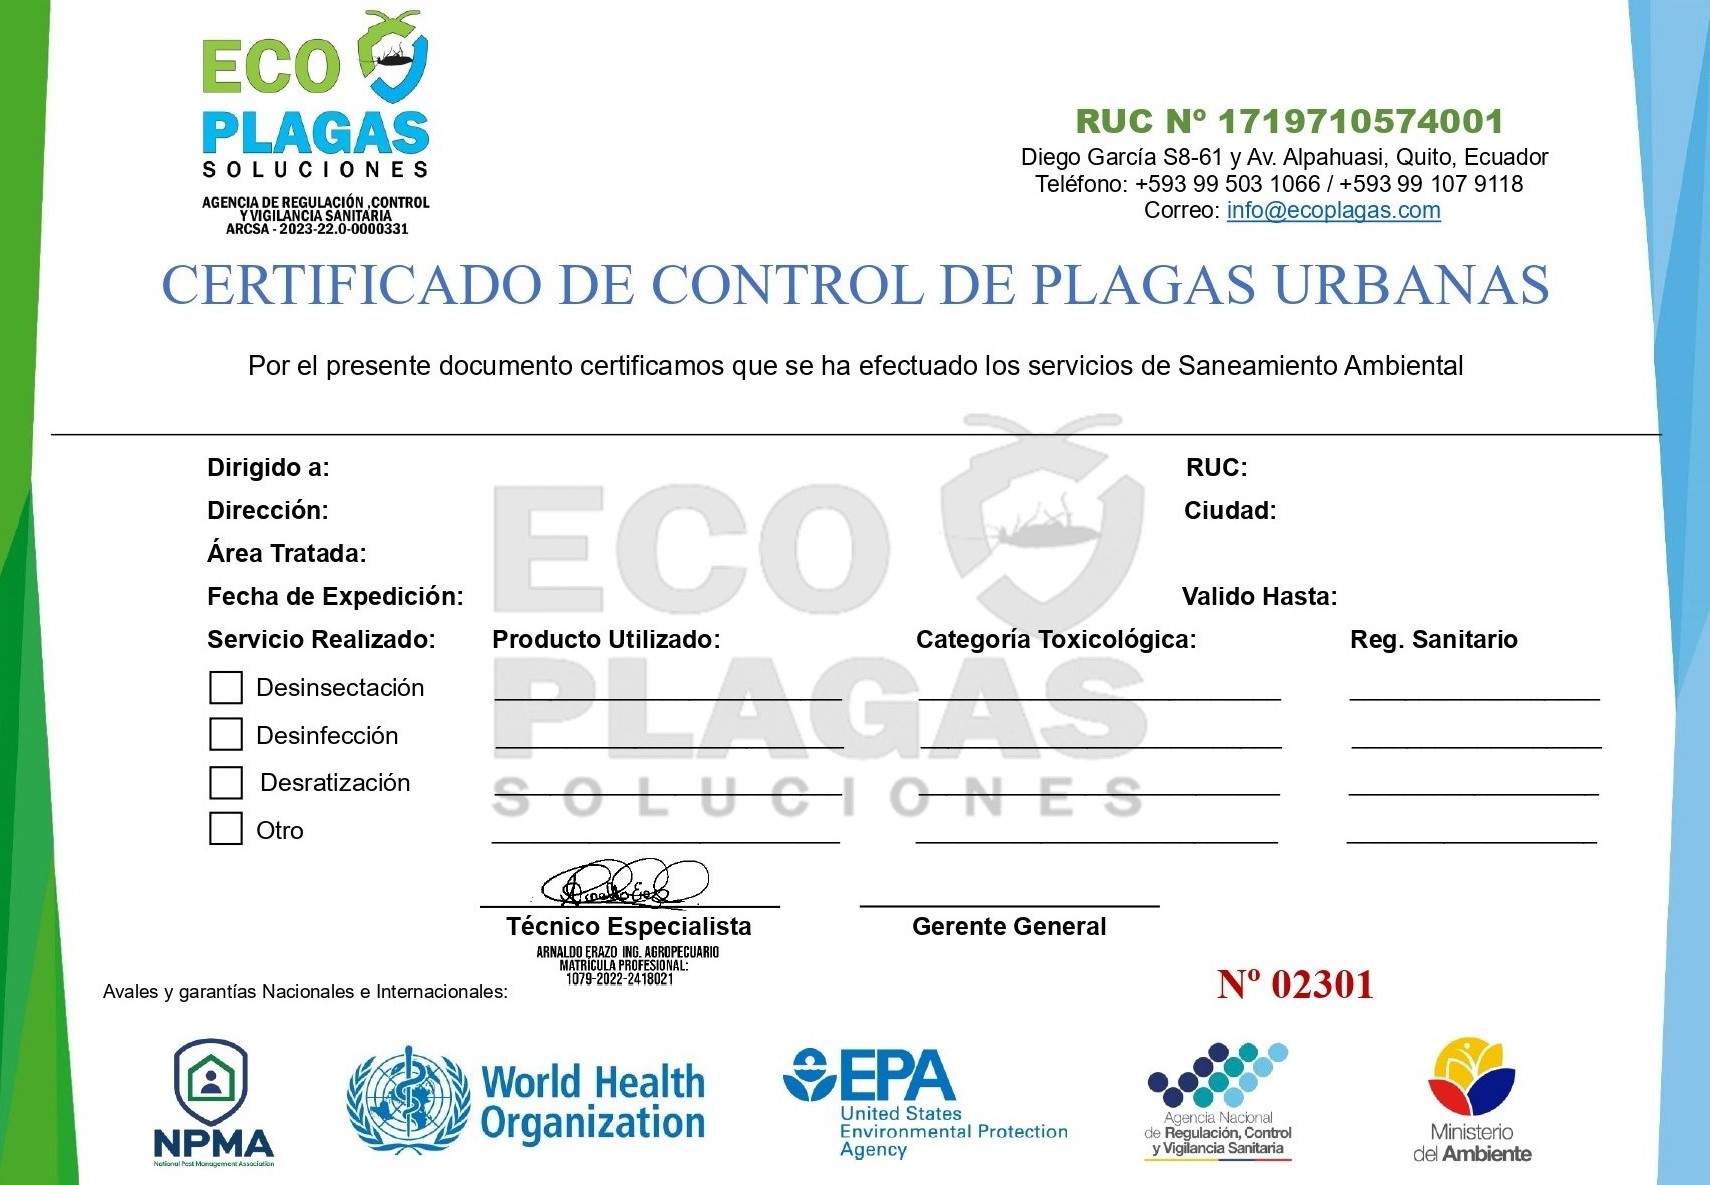 ECO
PLAGAS
SOLUCIONES
AGENCIA DE REGULACIÓN ,CONTROL
Y VIGILANCIA SANITARIA
ARCSA - 2023-22.0-0000331
RUC Nº 1719710574001
Diego García S8-61 y Av. Alpahuasi, Quito, Ecuador
Teléfono: +593 99 503 1066 / +593 99 107 9118
Correo: info@ecoplagas.com
CERTIFICADO DE CONTROL DE PLAGAS URBANAS
Por el presente documento certificamos que se ha efectuado los servicios de Saneamiento Ambiental
ECO
PLAGAS
SOLUCIONES
Dirigido a: RUC:
Dirección: Ciudad:
Área Tratada:
Fecha de Expedición: Valido Hasta:
Servicio Realizado: Producto Utilizado: Categoría Toxicológica: Reg. Sanitario
Desinsectación
Desinfección
Desratización
Otro
Arnaldo Erazo
Técnico Especialista Gerente General
ARNALDO ERAZO ING. AGROPECUARIO
MATRÍCULA PROFESIONAL:
1079-2022-2418021
Avales y garantías Nacionales e Internacionales:
Nº 02301
NPMA
National Pest Management Association
World Health
Organization
EPA
United States
Environmental Protection
Agency
Agencia Nacional
de Regulación, Control
y Vigilancia Sanitaria
Ministerio
del Ambiente